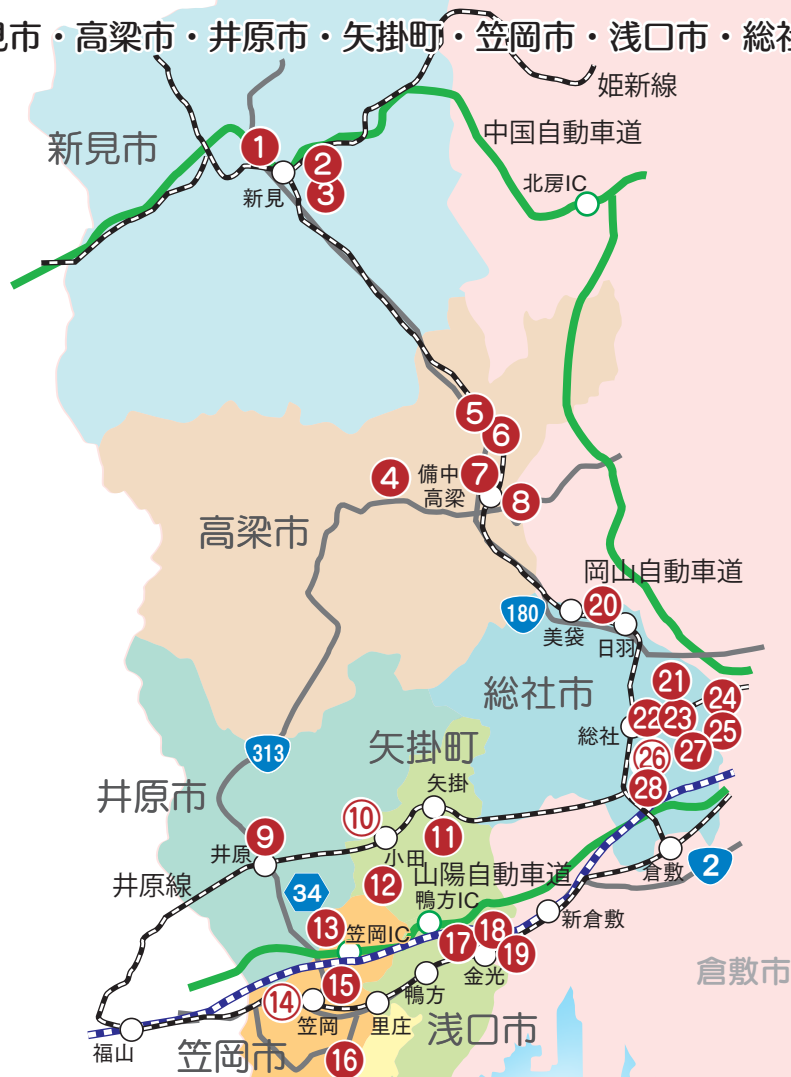 見市・高梁市・井原市・矢掛町・笠岡市・浅口市・総社
姫新線
中国自動車道
新見市
1
2
3
新見
北房IC
5
6
4
備中
高梁
7
8
高梁市
岡山自動車道
180
20
美袋
日羽
総社市
21
24
22
23
25
総社
26
27
28
313
矢掛町
矢掛
井原市
10
11
9
井原
小田
12
山陽自動車道
倉敷
2
井原線
34
鴨方IC
新倉敷
13
笠岡IC
17
18
19
金光
倉敷市
15
鴨方
14
笠岡
里庄
浅口市
福山
笠岡市
16